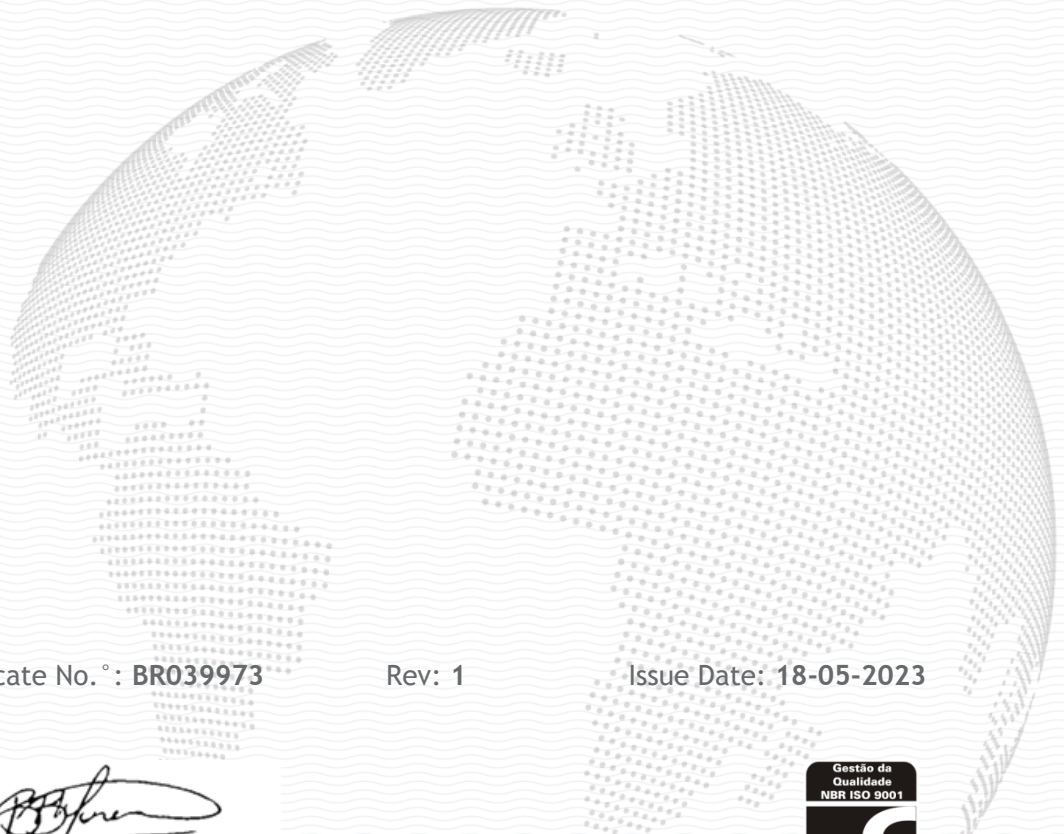 cate No.°: BR039973 Rev: 1 Issue Date: 18-05-2023
Gestão da
Qualidade
NBR ISO 9001